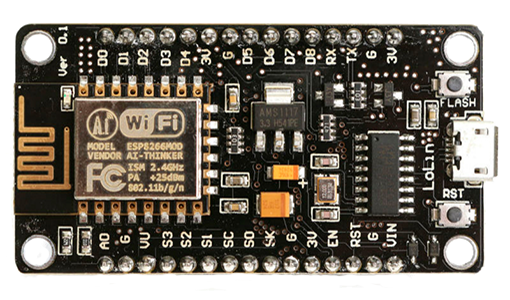 Ver 0.1
D0
D1
D2
D3
D4
3V
G
D5
D6
D7
D8
RX
TX
G
3V
FLASH
AI
WiFi
MODEL ESP8266MOD
VENDOR AI-THINKER
ISM 2.4GHz
PA +25dBm
802.11b/g/n
FC
AMS1117
LoLin
RST
+
A0
G
VU
S3
S2
S1
SC
S0
SK
G
3V
EN
RST
G
VIN